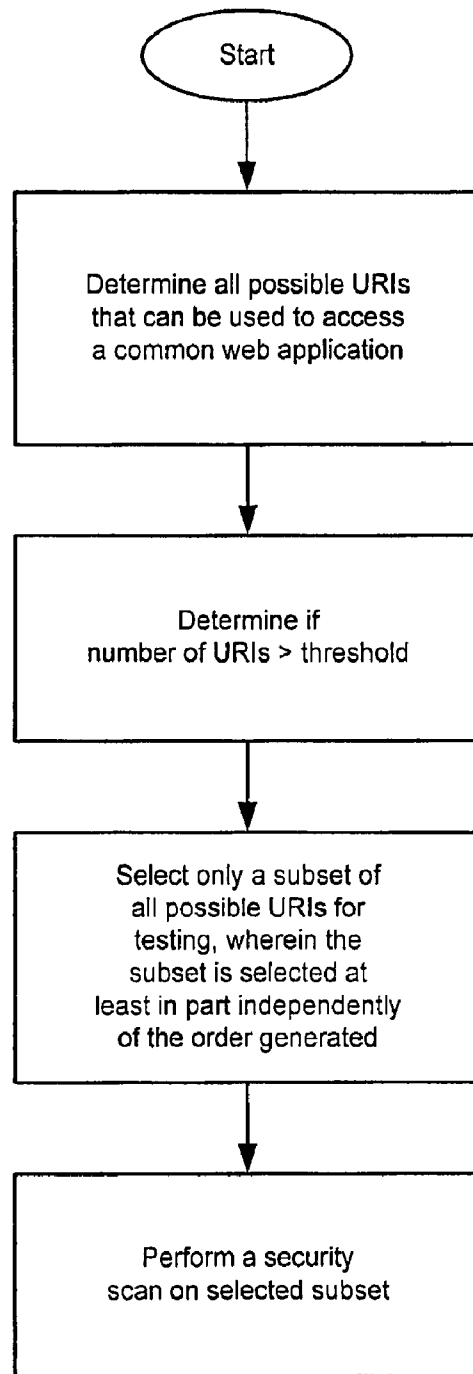 Start
Determine all possible URIs
that can be used to access
a common web application
Determine if
number of URIs > threshold
Select only a subset of
all possible URIs for
testing, wherein the
subset is selected at
least in part independently
of the order generated
Perform a security
scan on selected subset